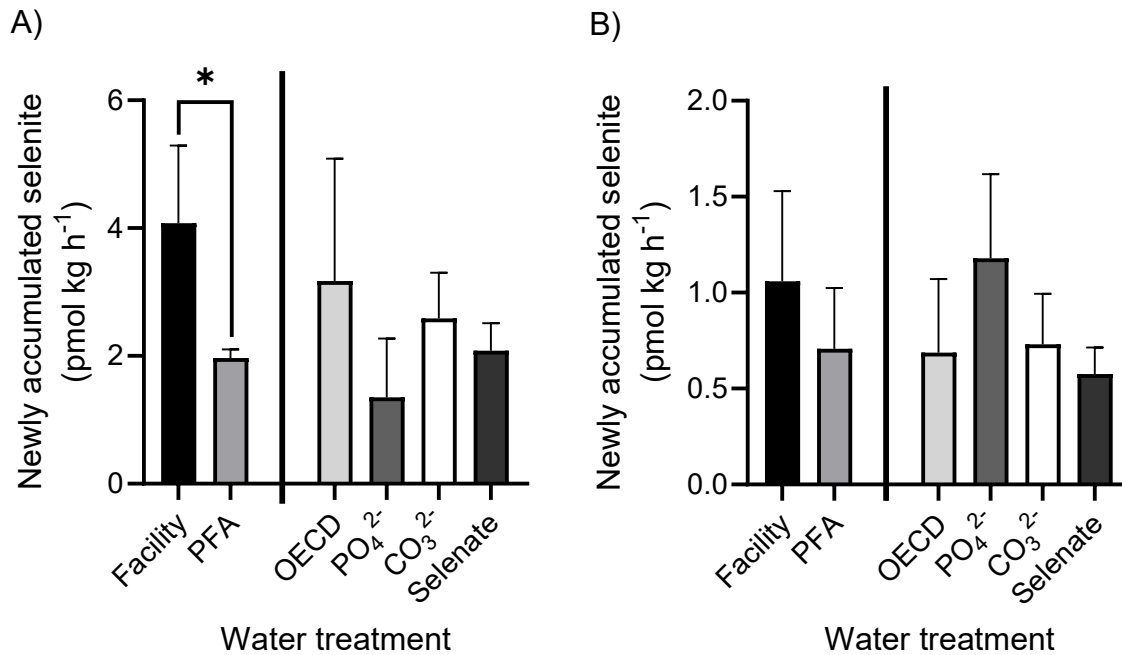 A)
Newly accumulated selenite
(pmol kg h⁻¹)
6
4
2
0
*
Facility
PFA
OECD
PO₄²⁻
CO₃²⁻
Selenate
Water treatment
B)
Newly accumulated selenite
(pmol kg h⁻¹)
2.0
1.5
1.0
0.5
0.0
Facility
PFA
OECD
PO₄²⁻
CO₃²⁻
Selenate
Water treatment